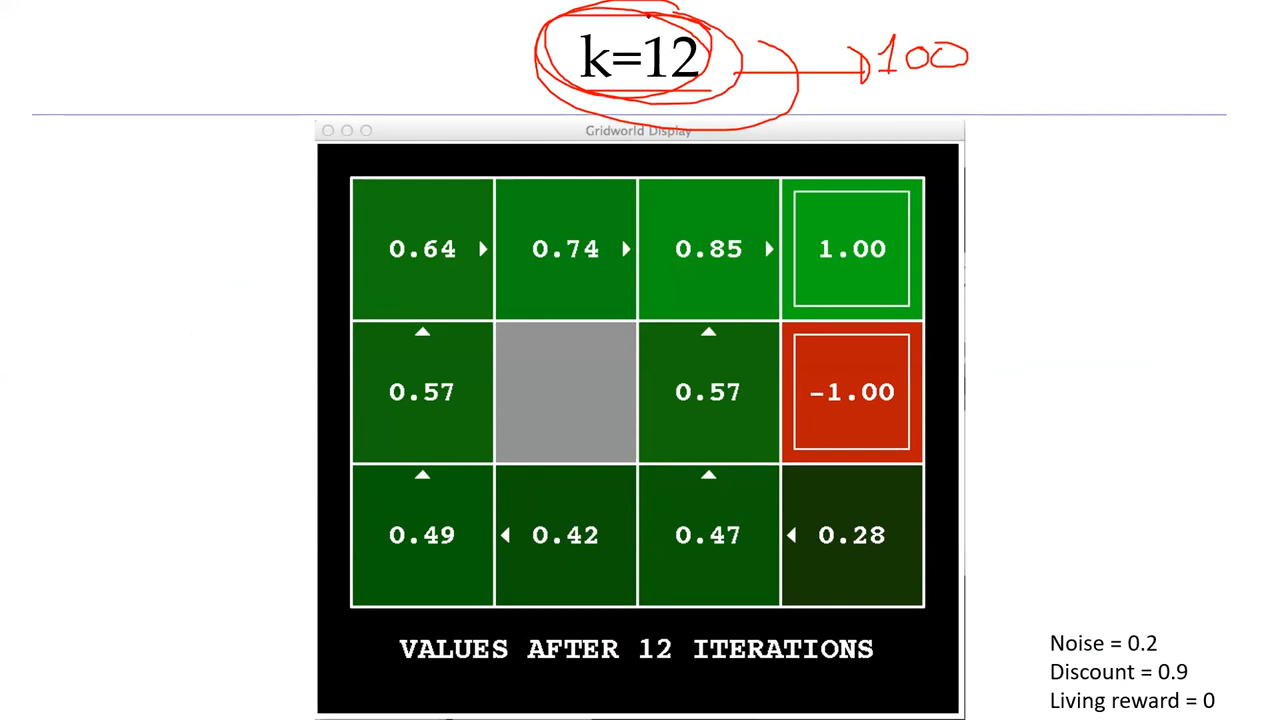 k=12
100
Gridworld Display
0.64 0.74 0.85 1.00
0.57 0.57 -1.00
0.49 0.42 0.47 0.28
VALUES AFTER 12 ITERATIONS
Noise = 0.2
Discount = 0.9
Living reward = 0